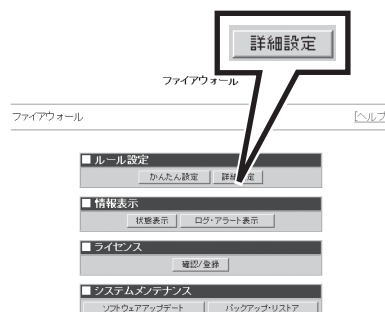 詳細設定
ファイアウォール
ファイアウォール
[ヘルプ
■ ルール設定
かんたん設定 詳細設定
■ 情報表示
状態表示 ログ・アラート表示
■ ライセンス
確認/登録
■ システムメンテナンス
ソフトウェアアップデート バックアップ・リストア